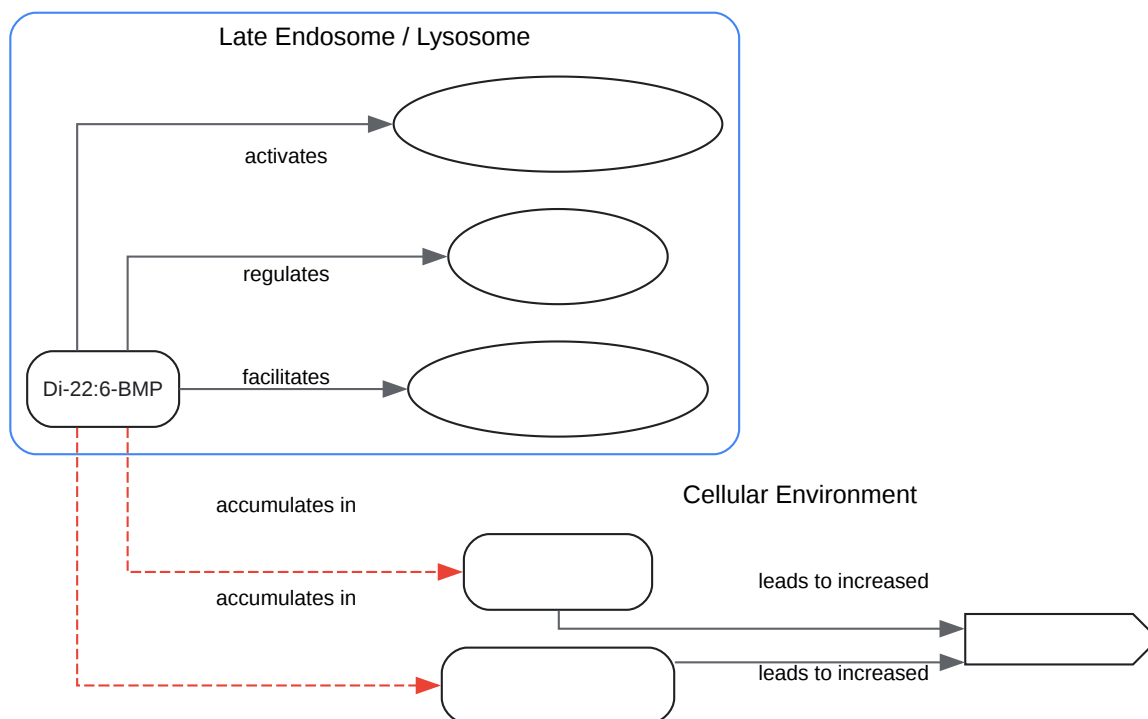 Late Endosome / Lysosome
activates
regulates
facilitates
Di-22:6-BMP
accumulates in
Cellular Environment
accumulates in
leads to increased
leads to increased